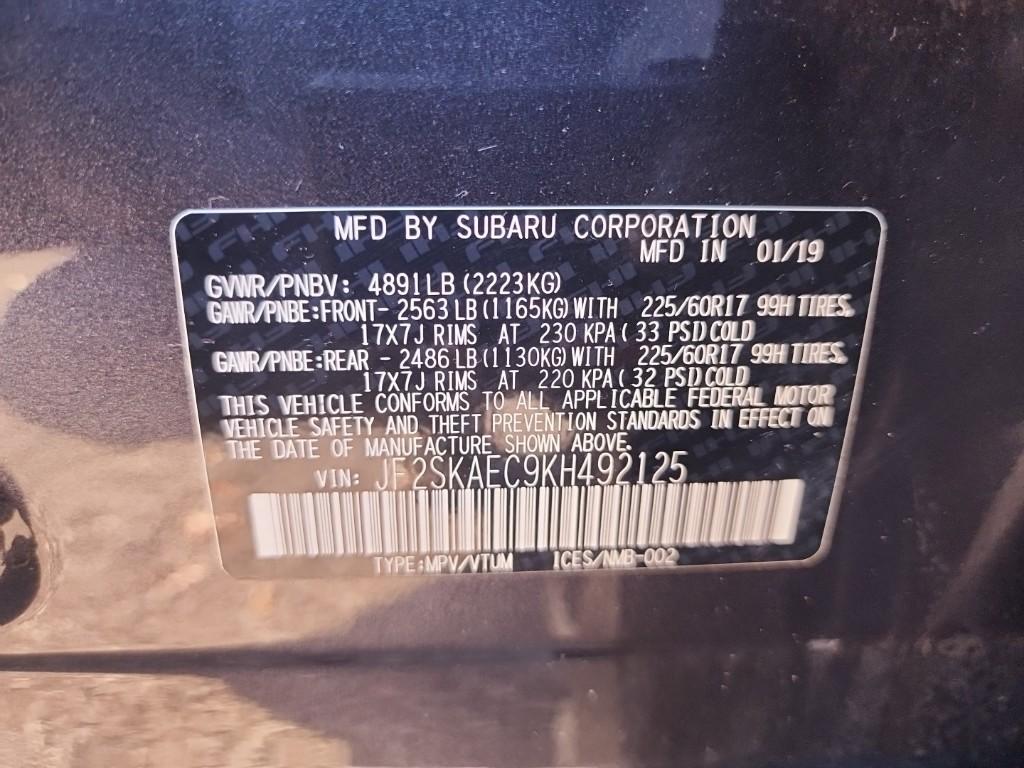 MFD BY SUBARU CORPORATION
MFD IN 01/19
GVWR/PNBV: 4891LB (2223KG)
GAWR/PNBE:FRONT- 2563LB (1165KG) WITH 225/60R17 99H TIRES.
17X7J RIMS AT 230 KPA ( 33 PSI) COLD
GAWR/PNBE:REAR - 2486LB (1130KG) WITH 225/60R17 99H TIRES.
17X7J RIMS AT 220 KPA ( 32 PSI) COLD
THIS VEHICLE CONFORMS TO ALL APPLICABLE FEDERAL MOTOR
VEHICLE SAFETY AND THEFT PREVENTION STANDARDS IN EFFECT ON
THE DATE OF MANUFACTURE SHOWN ABOVE.
VIN: JF2SKAEC9KH492125
TYPE:MPV/VTUM ICES/NMB-002